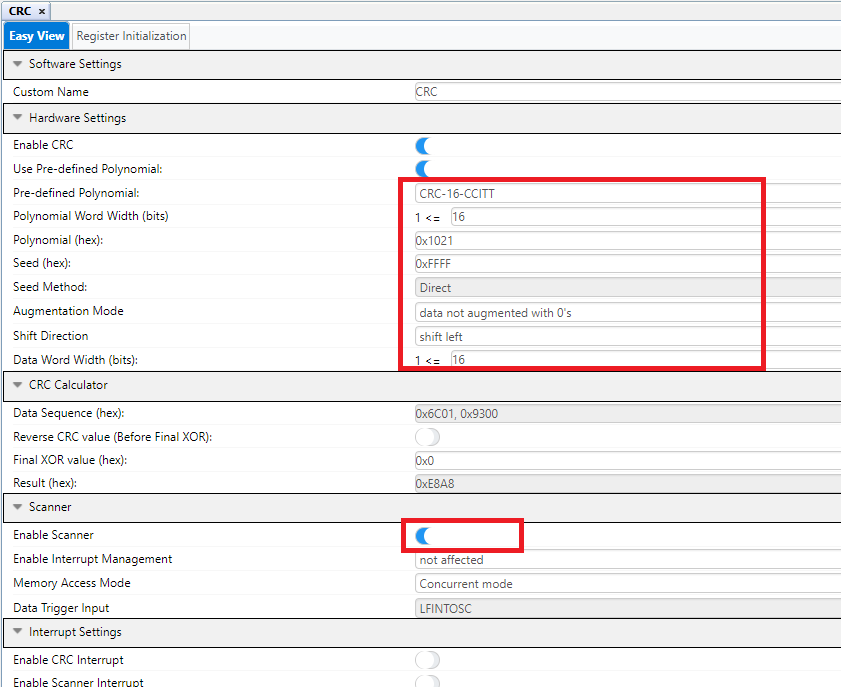 CRC ×
Easy View Register Initialization
Software Settings
Custom Name CRC
Hardware Settings
Enable CRC
Use Pre-defined Polynomial:
Pre-defined Polynomial: CRC-16-CCITT
Polynomial Word Width (bits) 1 <= 16
Polynomial (hex): 0x1021
Seed (hex): 0xFFFF
Seed Method: Direct
Augmentation Mode data not augmented with 0's
Shift Direction shift left
Data Word Width (bits): 1 <= 16
CRC Calculator
Data Sequence (hex): 0x6C01, 0x9300
Reverse CRC value (Before Final XOR):
Final XOR value (hex): 0x0
Result (hex): 0xE8A8
Scanner
Enable Scanner
Enable Interrupt Management not affected
Memory Access Mode Concurrent mode
Data Trigger Input LFINTOSC
Interrupt Settings
Enable CRC Interrupt
Enable Scanner Interrupt